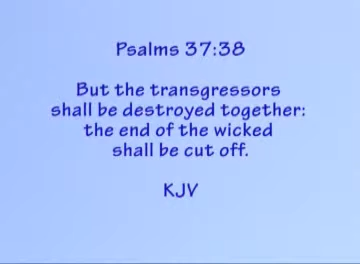 Psalms 37:38
But the transgressors
shall be destroyed together:
the end of the wicked
shall be cut off.
KJV